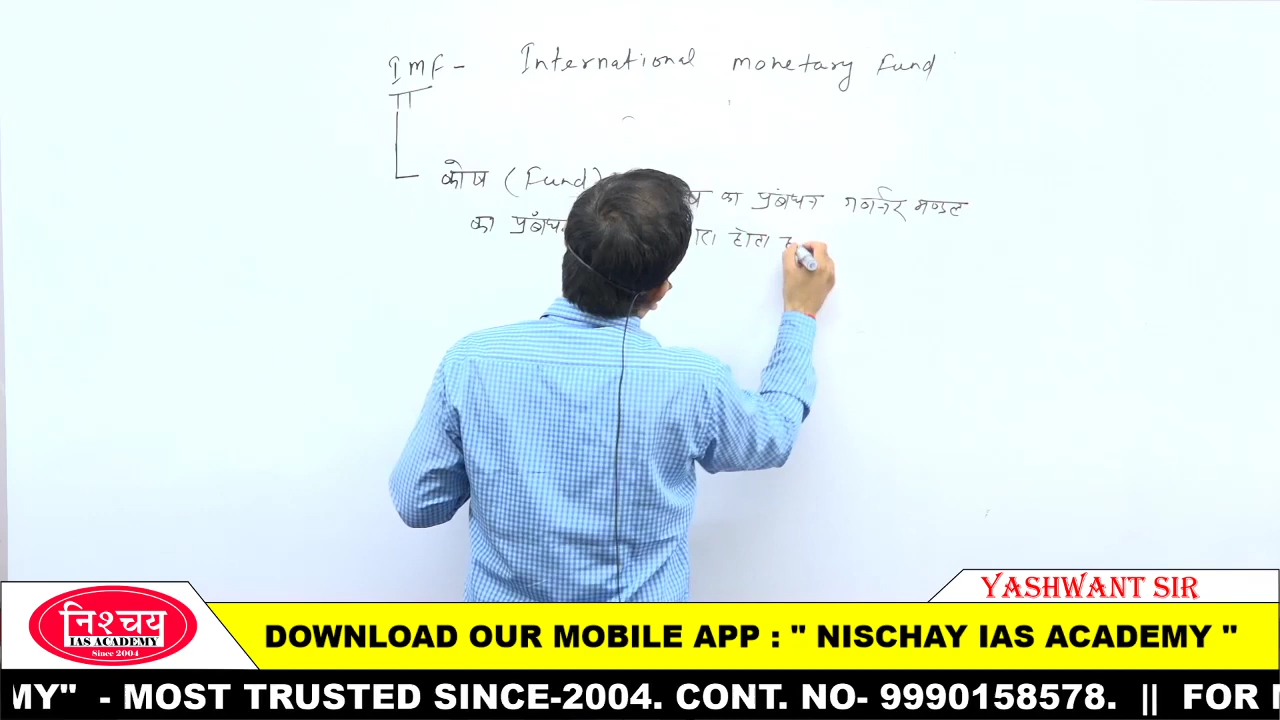 IMF - International monetary Fund
कोष (Fund) का प्रबंधन गवर्नर मण्डल
का प्रबंधन होता
YASHWANT SIR
निश्चय
IAS ACADEMY
Since 2004
DOWNLOAD OUR MOBILE APP : " NISCHAY IAS ACADEMY "
MY" - MOST TRUSTED SINCE-2004. CONT. NO- 9990158578. || FOR